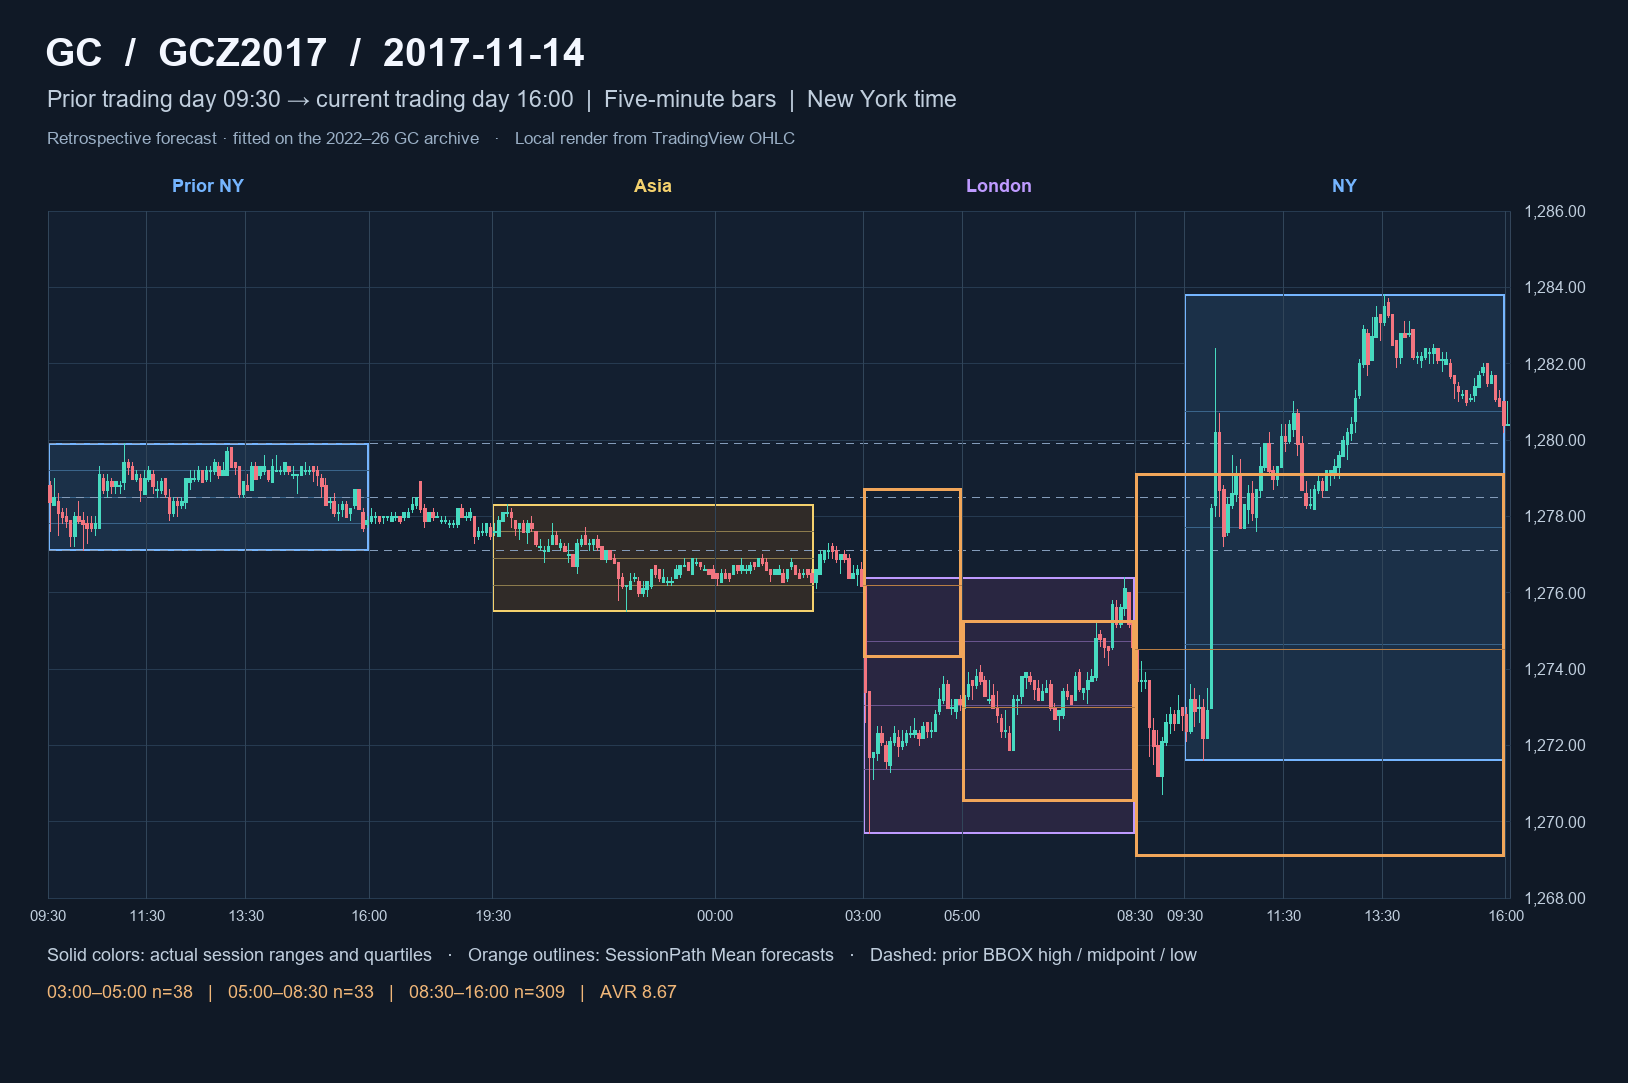 GC / GCZ2017 / 2017-11-14
Prior trading day 09:30 → current trading day 16:00 | Five-minute bars | New York time
Retrospective forecast · fitted on the 2022–26 GC archive · Local render from TradingView OHLC
Prior NY Asia London NY
1,286.00
1,284.00
1,282.00
1,280.00
1,278.00
1,276.00
1,274.00
1,272.00
1,270.00
1,268.00
09:30 11:30 13:30 16:00 19:30 00:00 03:00 05:00 08:30 09:30 11:30 13:30 16:00
Solid colors: actual session ranges and quartiles · Orange outlines: SessionPath Mean forecasts · Dashed: prior BBOX high / midpoint / low
03:00–05:00 n=38 | 05:00–08:30 n=33 | 08:30–16:00 n=309 | AVR 8.67